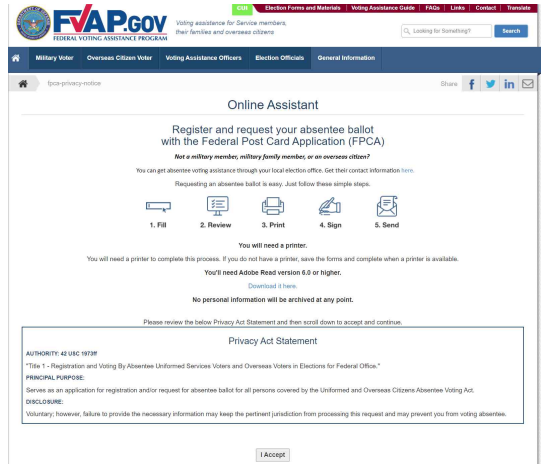 Exit Election Forms and Materials Voting Assistance Guide FAQs Links Contact Translate
FVAP.GOV
FEDERAL VOTING ASSISTANCE PROGRAM
Voting assistance for Service members,
their families and overseas citizens
Looking for Something? Search
Military Voter Overseas Citizen Voter Voting Assistance Officers Election Officials General Information
fpca-privacy-notice Share
Online Assistant
Register and request your absentee ballot
with the Federal Post Card Application (FPCA)
Not a military member, military family member, or an overseas citizen?
You can get absentee voting assistance through your local election office. Get their contact information here.
Requesting an absentee ballot is easy. Just follow these simple steps.
1. Fill 2. Review 3. Print 4. Sign 5. Send
You will need a printer.
You will need a printer to complete this process. If you do not have a printer, save the forms and complete when a printer is available.
You'll need Adobe Read version 6.0 or higher.
Download it here.
No personal information will be archived at any point.
Please review the below Privacy Act Statement and then scroll down to accept and continue.
Privacy Act Statement
AUTHORITY: 42 USC 1973ff
"Title 1 - Registration and Voting By Absentee Uniformed Services Voters and Overseas Voters in Elections for Federal Office."
PRINCIPAL PURPOSE:
Serves as an application for registration and/or request for absentee ballot for all persons covered by the Uniformed and Overseas Citizens Absentee Voting Act.
DISCLOSURE:
Voluntary; however, failure to provide the necessary information may keep the pertinent jurisdiction from processing this request and may prevent you from voting absentee.
I Accept